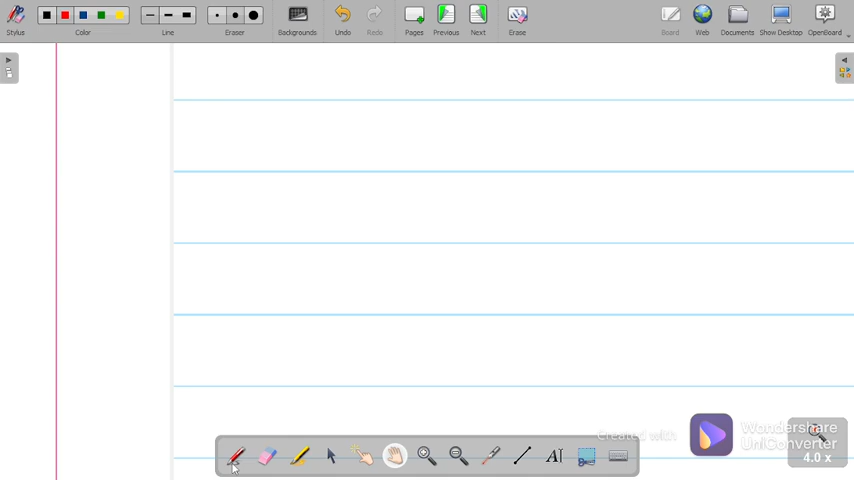 Stylus Color Line Eraser Backgrounds Undo Redo Pages Previous Next Erase Board Web Documents Show Desktop OpenBoard
Created with Wondershare
UniConverter
4.0 x